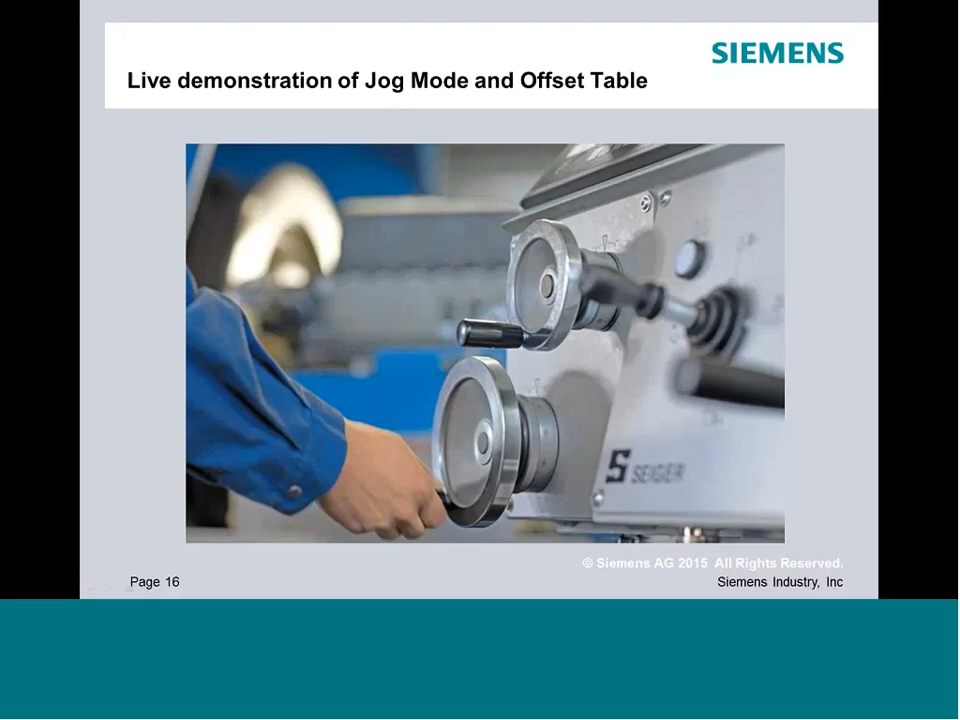 SIEMENS
Live demonstration of Jog Mode and Offset Table
S SEIGER
© Siemens AG 2015 All Rights Reserved.
Page 16
Siemens Industry, Inc